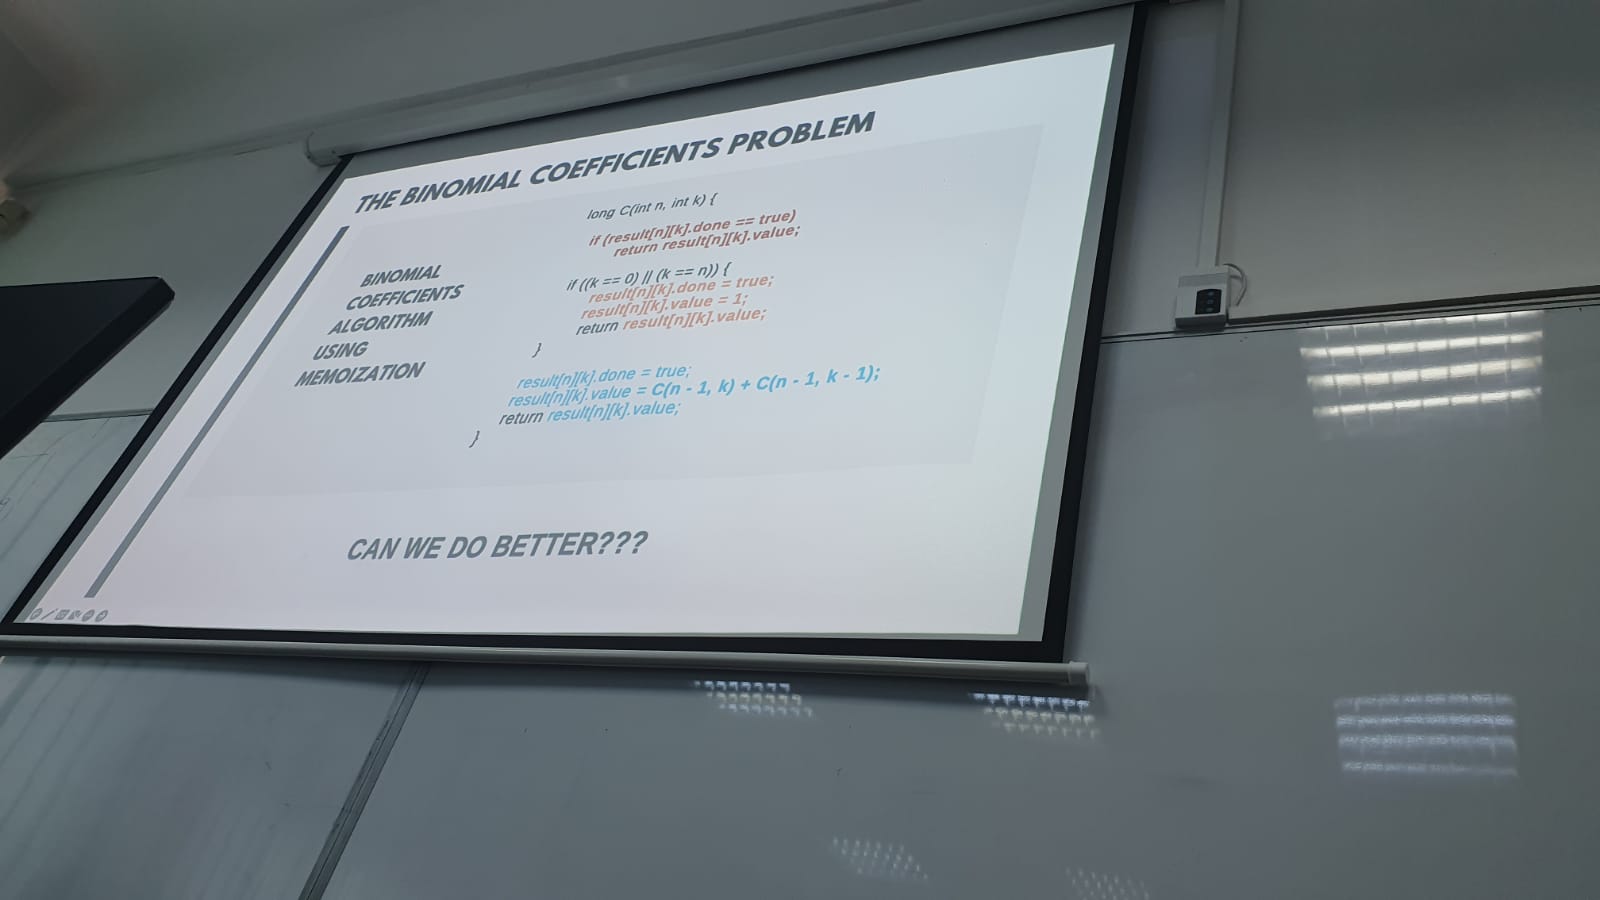 THE BINOMIAL COEFFICIENTS PROBLEM
BINOMIAL
COEFFICIENTS
ALGORITHM
USING
MEMOIZATION
long C(int n, int k) {
if (result[n][k].done == true)
return result[n][k].value;
if ((k == 0) || (k == n)) {
result[n][k].done = true;
result[n][k].value = 1;
return result[n][k].value;
}
result[n][k].done = true;
result[n][k].value = C(n - 1, k) + C(n - 1, k - 1);
return result[n][k].value;
}
CAN WE DO BETTER???